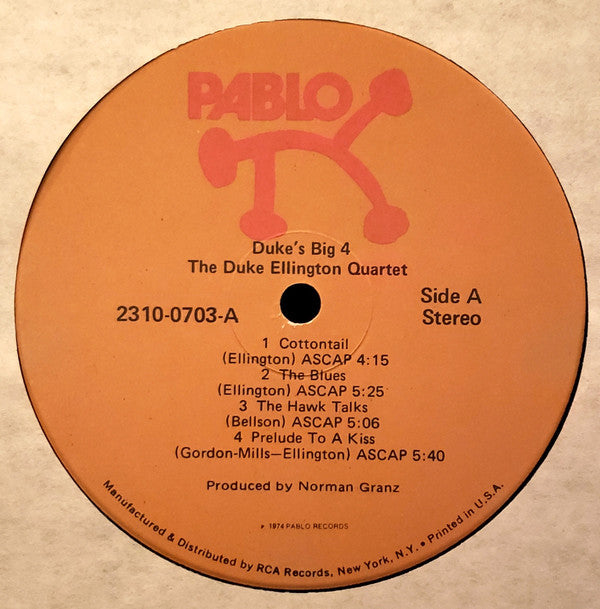 PABLO
Duke's Big 4
The Duke Ellington Quartet
2310-0703-A
Side A
Stereo
1 Cottontail
(Ellington) ASCAP 4:15
2 The Blues
(Ellington) ASCAP 5:25
3 The Hawk Talks
(Bellson) ASCAP 5:06
4 Prelude To A Kiss
(Gordon-Mills—Ellington) ASCAP 5:40
Produced by Norman Granz
℗ 1974 PABLO RECORDS
Manufactured & Distributed by RCA Records, New York, N.Y. • Printed in U.S.A.